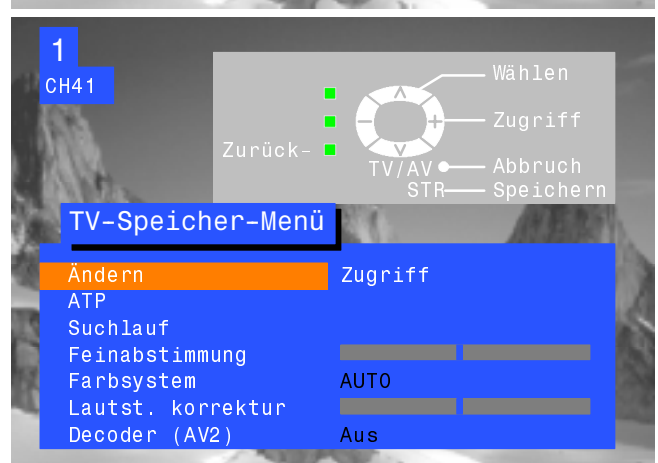 1
CH41
Wählen
Zugriff
Zurück-
TV/AV Abbruch
STR Speichern
TV-Speicher-Menü
Ändern Zugriff
ATP
Suchlauf
Feinabstimmung
Farbsystem AUTO
Lautst. korrektur
Decoder (AV2) Aus